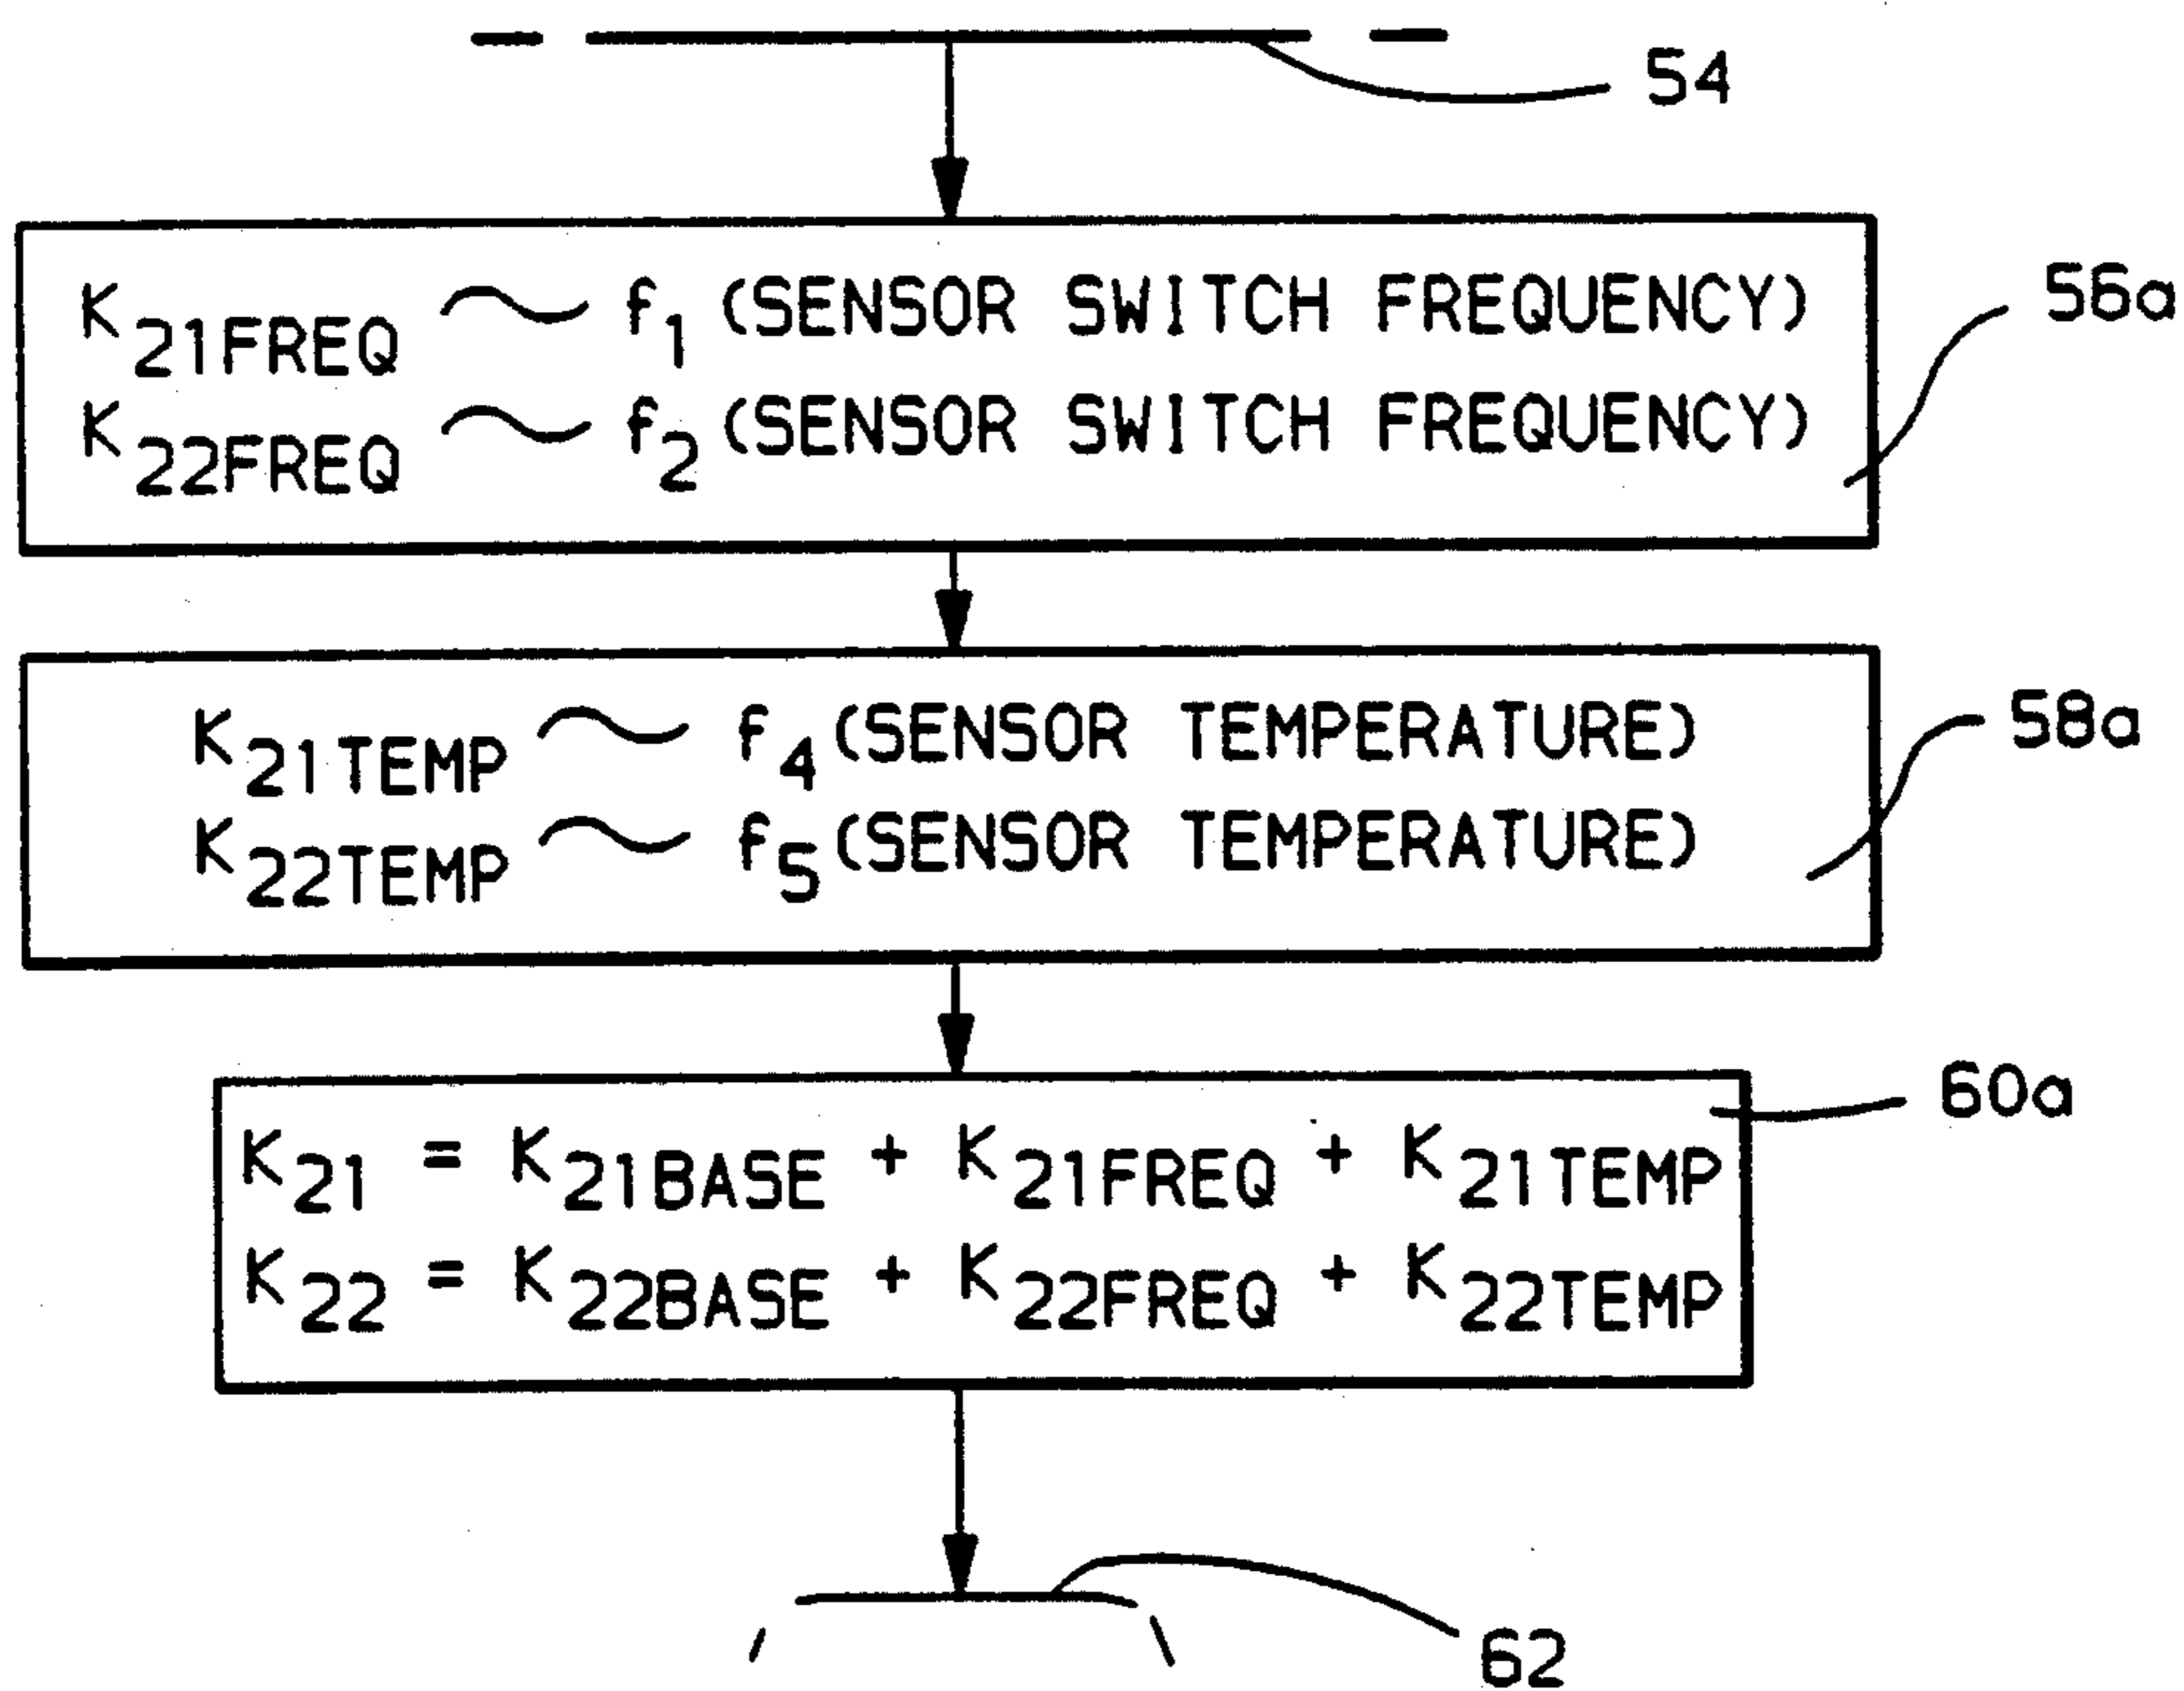 54
K21FREQ ~ f1 (SENSOR SWITCH FREQUENCY)
56a
K22FREQ ~ f2 (SENSOR SWITCH FREQUENCY)
K21TEMP ~ f4 (SENSOR TEMPERATURE)
58a
K22TEMP ~ f5 (SENSOR TEMPERATURE)
60a
K21 = K21BASE + K21FREQ + K21TEMP
K22 = K22BASE + K22FREQ + K22TEMP
62